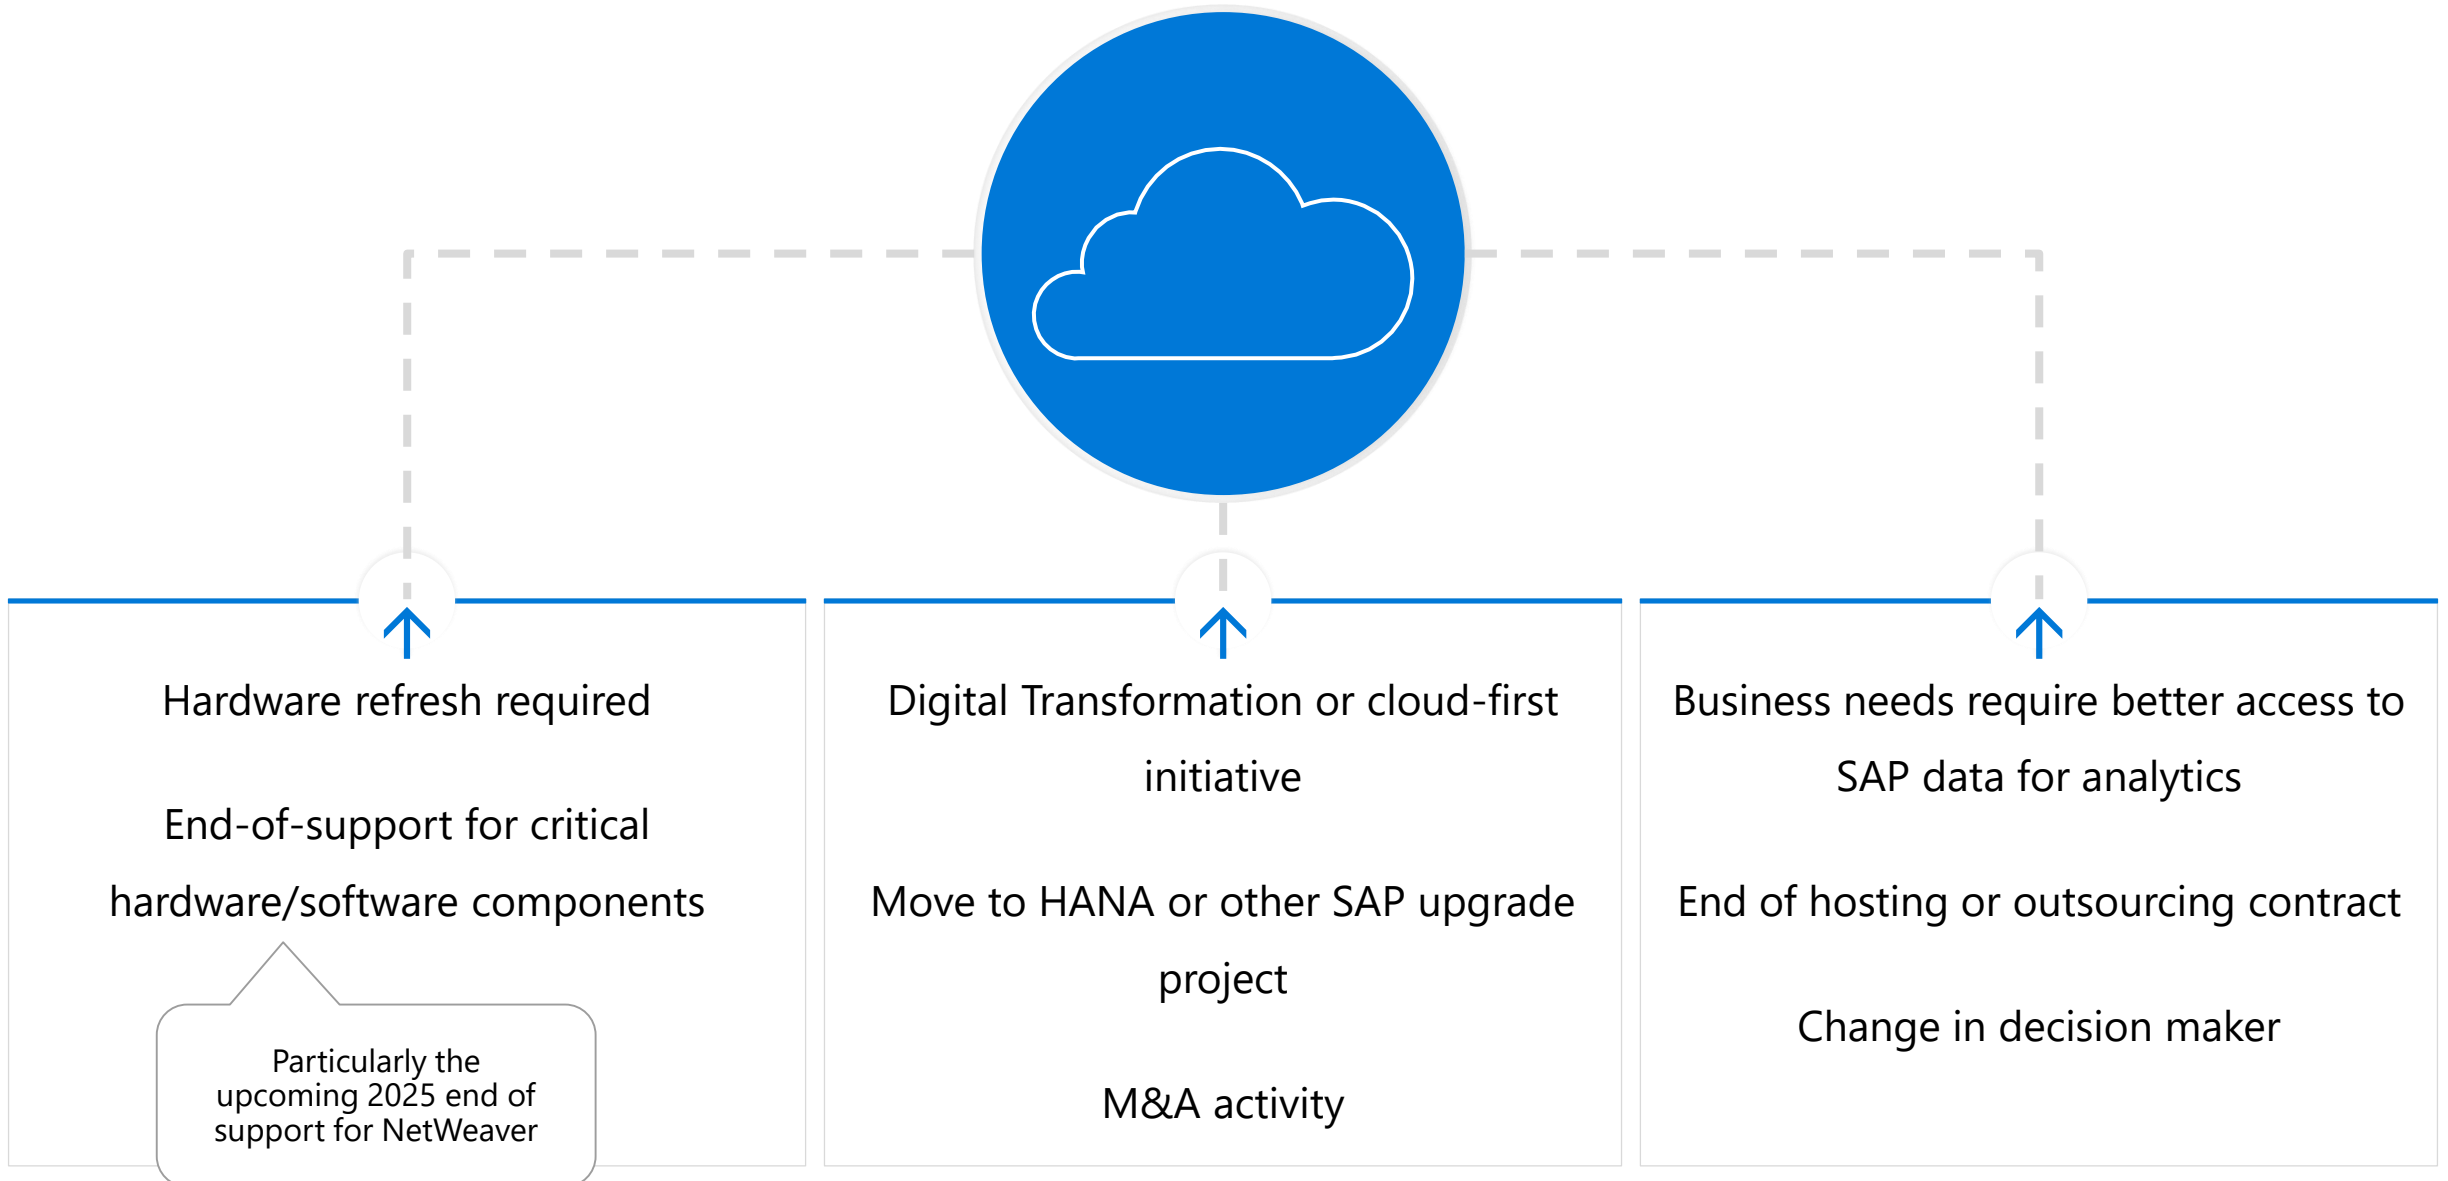 Hardware refresh required
End-of-support for critical
hardware/software components
Particularly the
upcoming 2025 end of
support for NetWeaver
Digital Transformation or cloud-first
initiative
Move to HANA or other SAP upgrade
project
M&A activity
Business needs require better access to
SAP data for analytics
End of hosting or outsourcing contract
Change in decision maker